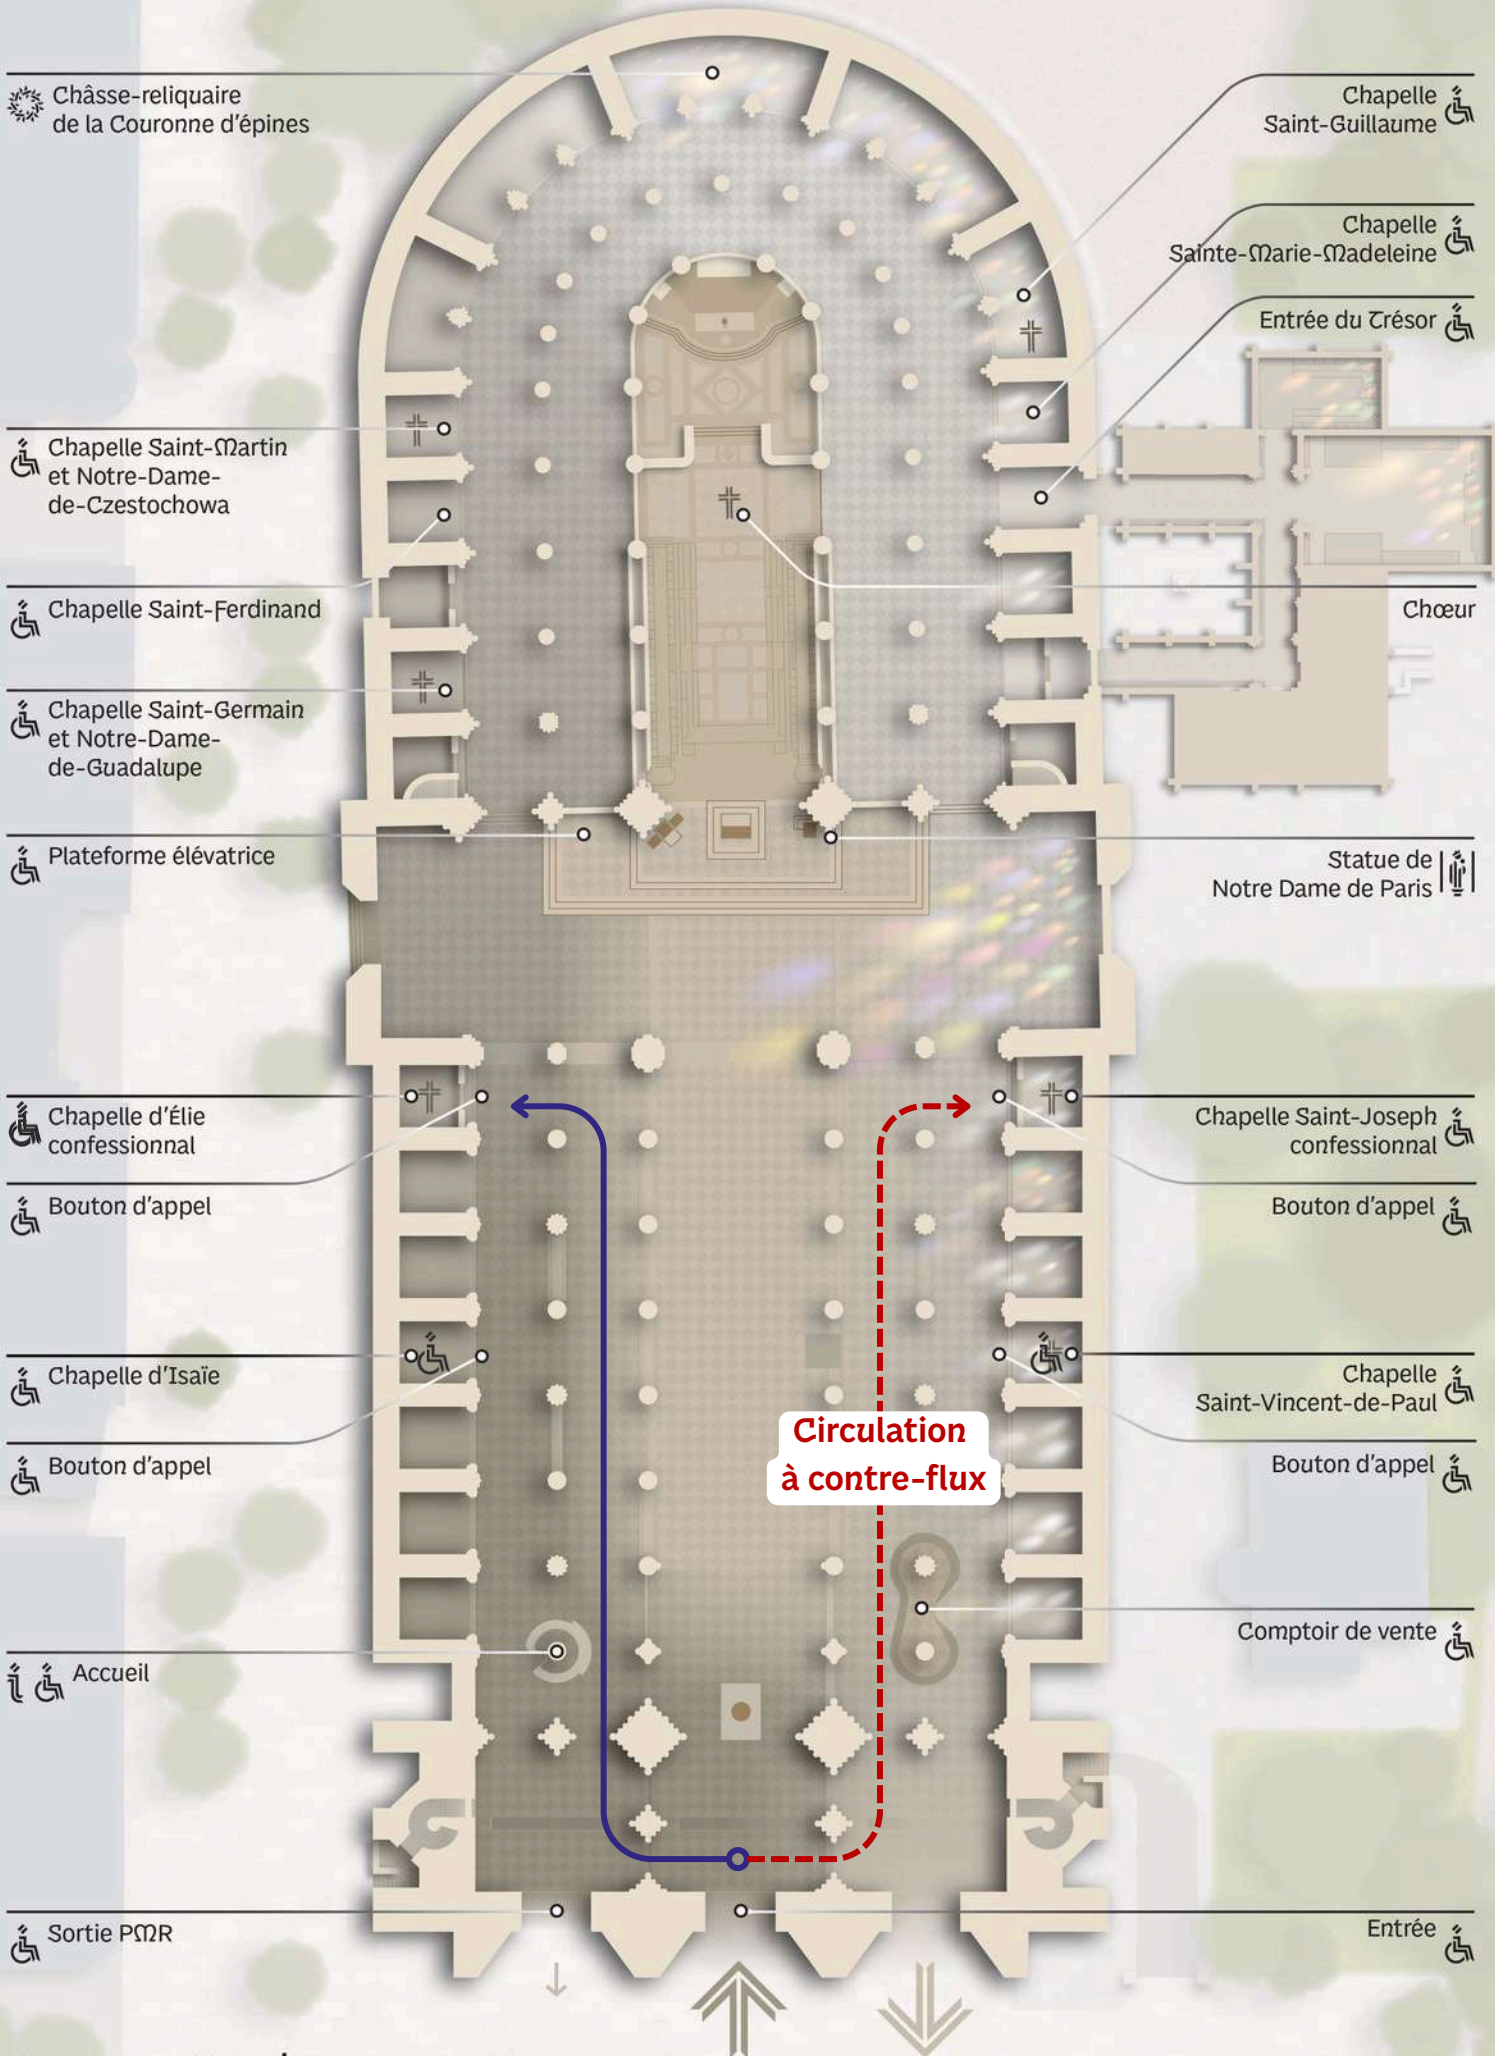 Châsse-reliquaire
de la Couronne d'épines
Chapelle
Saint-Guillaume
Chapelle
Sainte-Marie-Madeleine
Entrée du Trésor
Chapelle Saint-Martin
et Notre-Dame-
de-Czestochowa
Chapelle Saint-Ferdinand
Chœur
Chapelle Saint-Germain
et Notre-Dame-
de-Guadalupe
Plateforme élévatrice
Statue de
Notre Dame de Paris
Chapelle d'Élie
confessionnal
Chapelle Saint-Joseph
confessionnal
Bouton d'appel
Bouton d'appel
Chapelle d'Isaïe
Chapelle
Saint-Vincent-de-Paul
Circulation
à contre-flux
Bouton d'appel
Bouton d'appel
Comptoir de vente
Accueil
Sortie PMR
Entrée